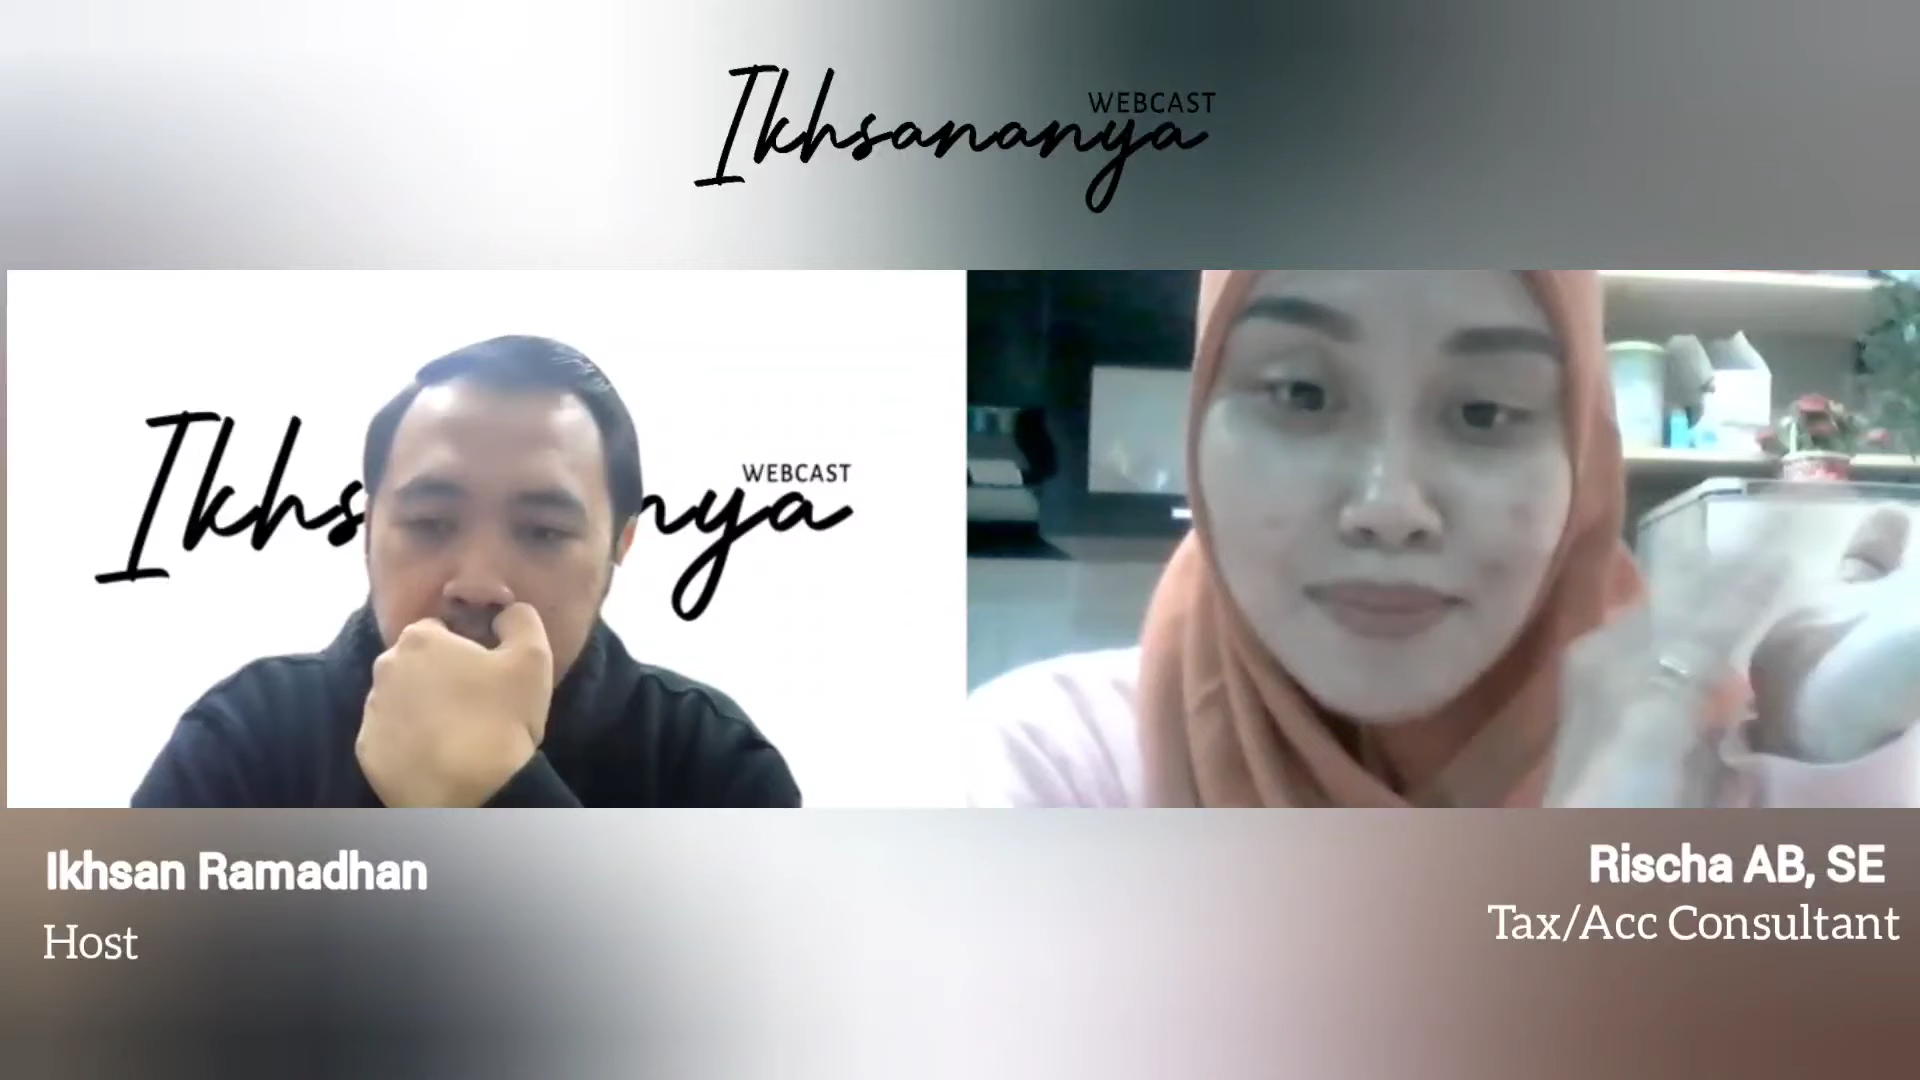 WEBCAST
Ikhsananya
WEBCAST
Ikhs nya
Ikhsan Ramadhan
Host
Rischa AB, SE
Tax/Acc Consultant